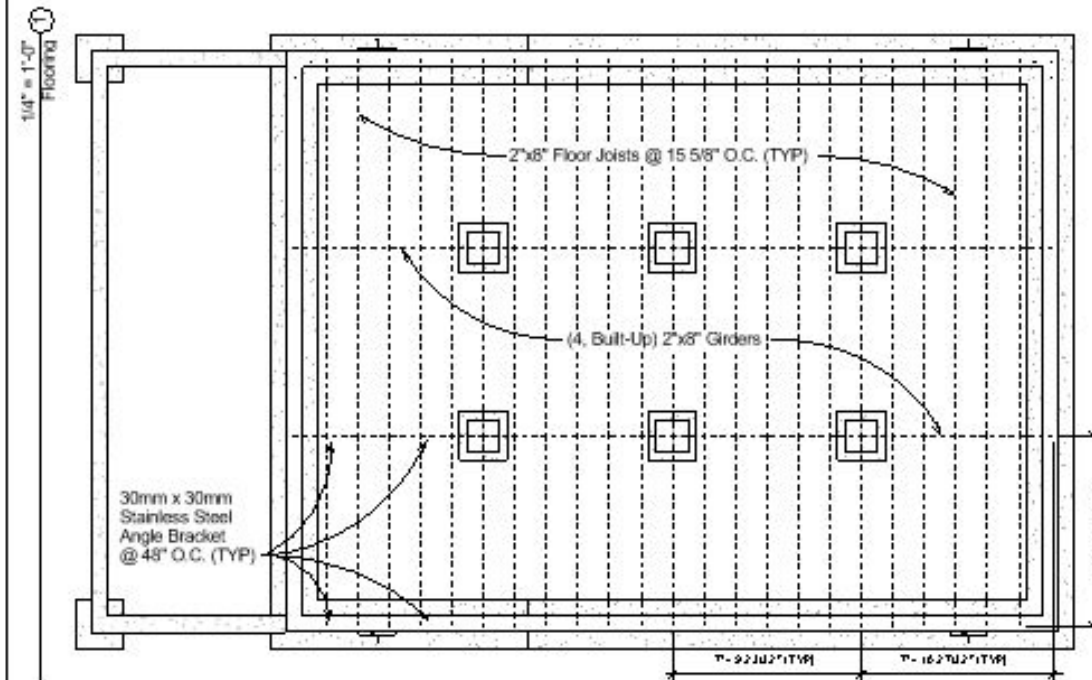 1
Flooring
1/4" = 1'-0"
2"x8" Floor Joists @ 15 5/8" O.C. (TYP)
(4, Built-Up) 2"x8" Girders
30mm x 30mm
Stainless Steel
Angle Bracket
@ 48" O.C. (TYP)